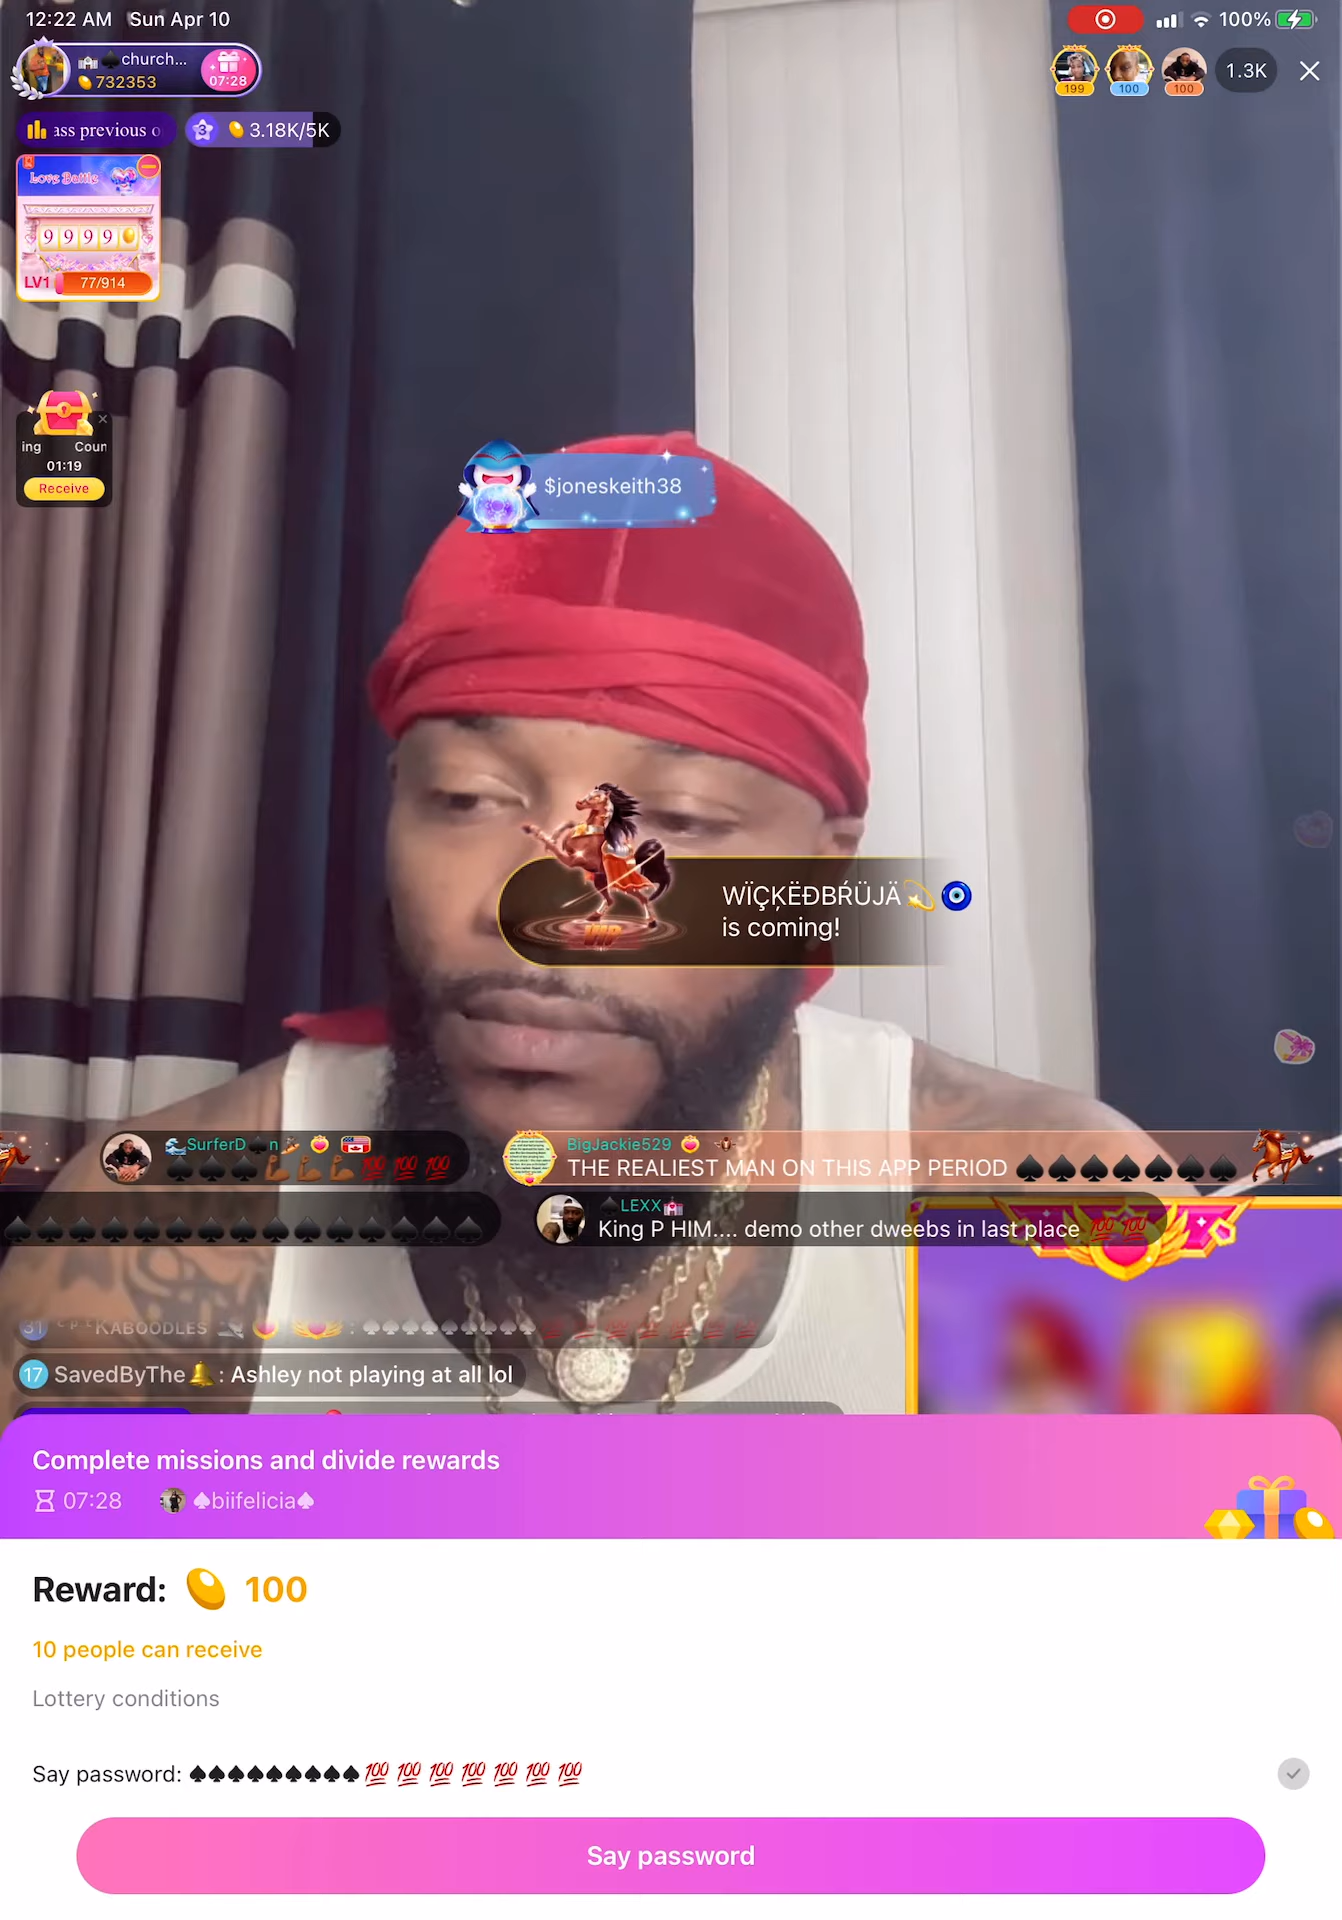 12:22 AM Sun Apr 10
100%
church...
732353
07:28
199
100
100
1.3K
ass previous o
3
3.18K/5K
Love Battle
9 9 9 9
LV1 77/914
ing Coun
01:19
Receive
$joneskeith38
WÏÇĶËĐBŔÜJÄ💫🧿
is coming!
VIP
🌊SurferD♠n
♠♠♠💪💪💪💯💯💯
BigJackie529
THE REALIEST MAN ON THIS APP PERIOD ♠♠♠♠♠♠♠
♠♠♠♠♠♠♠♠♠♠♠♠♠♠♠
♠LEXX💒
King P HIM.... demo other dweebs in last place 💯💯
31 KABOODLES : ♠♠♠♠♠♠♠♠♠💯💯💯💯💯💯💯
17 SavedByThe🔔: Ashley not playing at all lol
Complete missions and divide rewards
07:28 ♠biifelicia♠
Reward: 100
10 people can receive
Lottery conditions
Say password: ♠♠♠♠♠♠♠♠♠💯💯💯💯💯💯💯
Say password